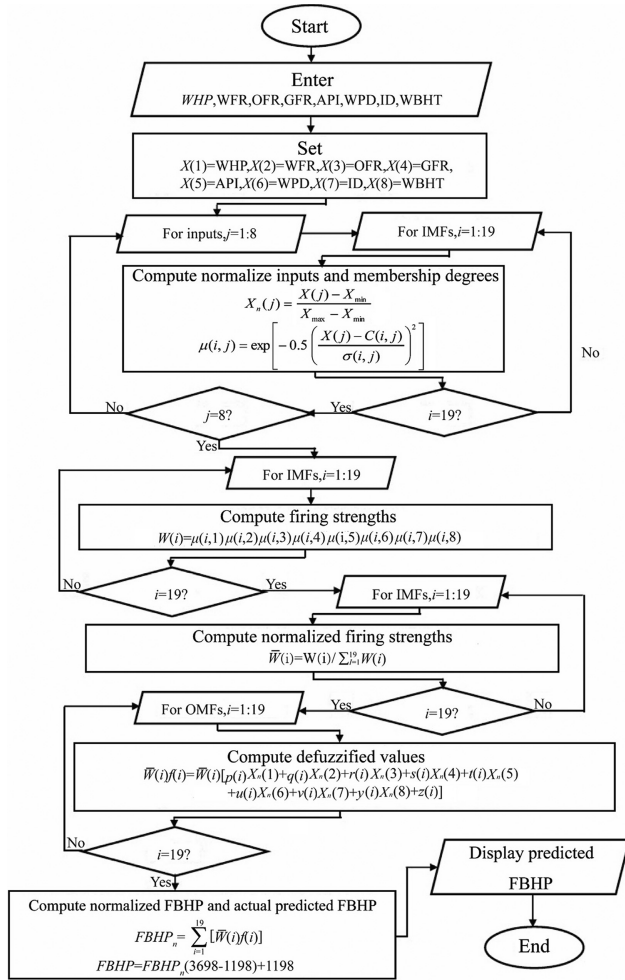 Start
Enter
WHP,WFR,OFR,GFR,API,WPD,ID,WBHT
Set
X(1)=WHP,X(2)=WFR,X(3)=OFR,X(4)=GFR,
X(5)=API,X(6)=WPD,X(7)=ID,X(8)=WBHT
For inputs,j=1:8
For IMFs,i=1:19
Compute normalize inputs and membership degrees
Xₙ(j) = (X(j) − Xmin) / (Xmax − Xmin)
μ(i, j) = exp[−0.5((X(j) − C(i, j)) / σ(i, j))²]
No
No
j=8?
Yes
i=19?
Yes
For IMFs,i=1:19
Compute firing strengths
W(i)=μ(i,1)μ(i,2)μ(i,3)μ(i,4)μ(i,5)μ(i,6)μ(i,7)μ(i,8)
No
i=19?
Yes
For IMFs,i=1:19
Compute normalized firing strengths
W̅(i)=W(i)/∑¹⁹ᵢ₌₁W(i)
For OMFs,i=1:19
Yes
i=19?
No
Compute defuzzified values
W̅(i)f(i)=W̅(i)[p(i)Xₙ(1)+q(i)Xₙ(2)+r(i)Xₙ(3)+s(i)Xₙ(4)+t(i)Xₙ(5)
+u(i)Xₙ(6)+v(i)Xₙ(7)+y(i)Xₙ(8)+z(i)]
No
i=19?
Yes
Compute normalized FBHP and actual predicted FBHP
FBHPₙ = ∑¹⁹ᵢ₌₁[W̅(i)f(i)]
FBHP=FBHPₙ(3698-1198)+1198
Display predicted
FBHP
End